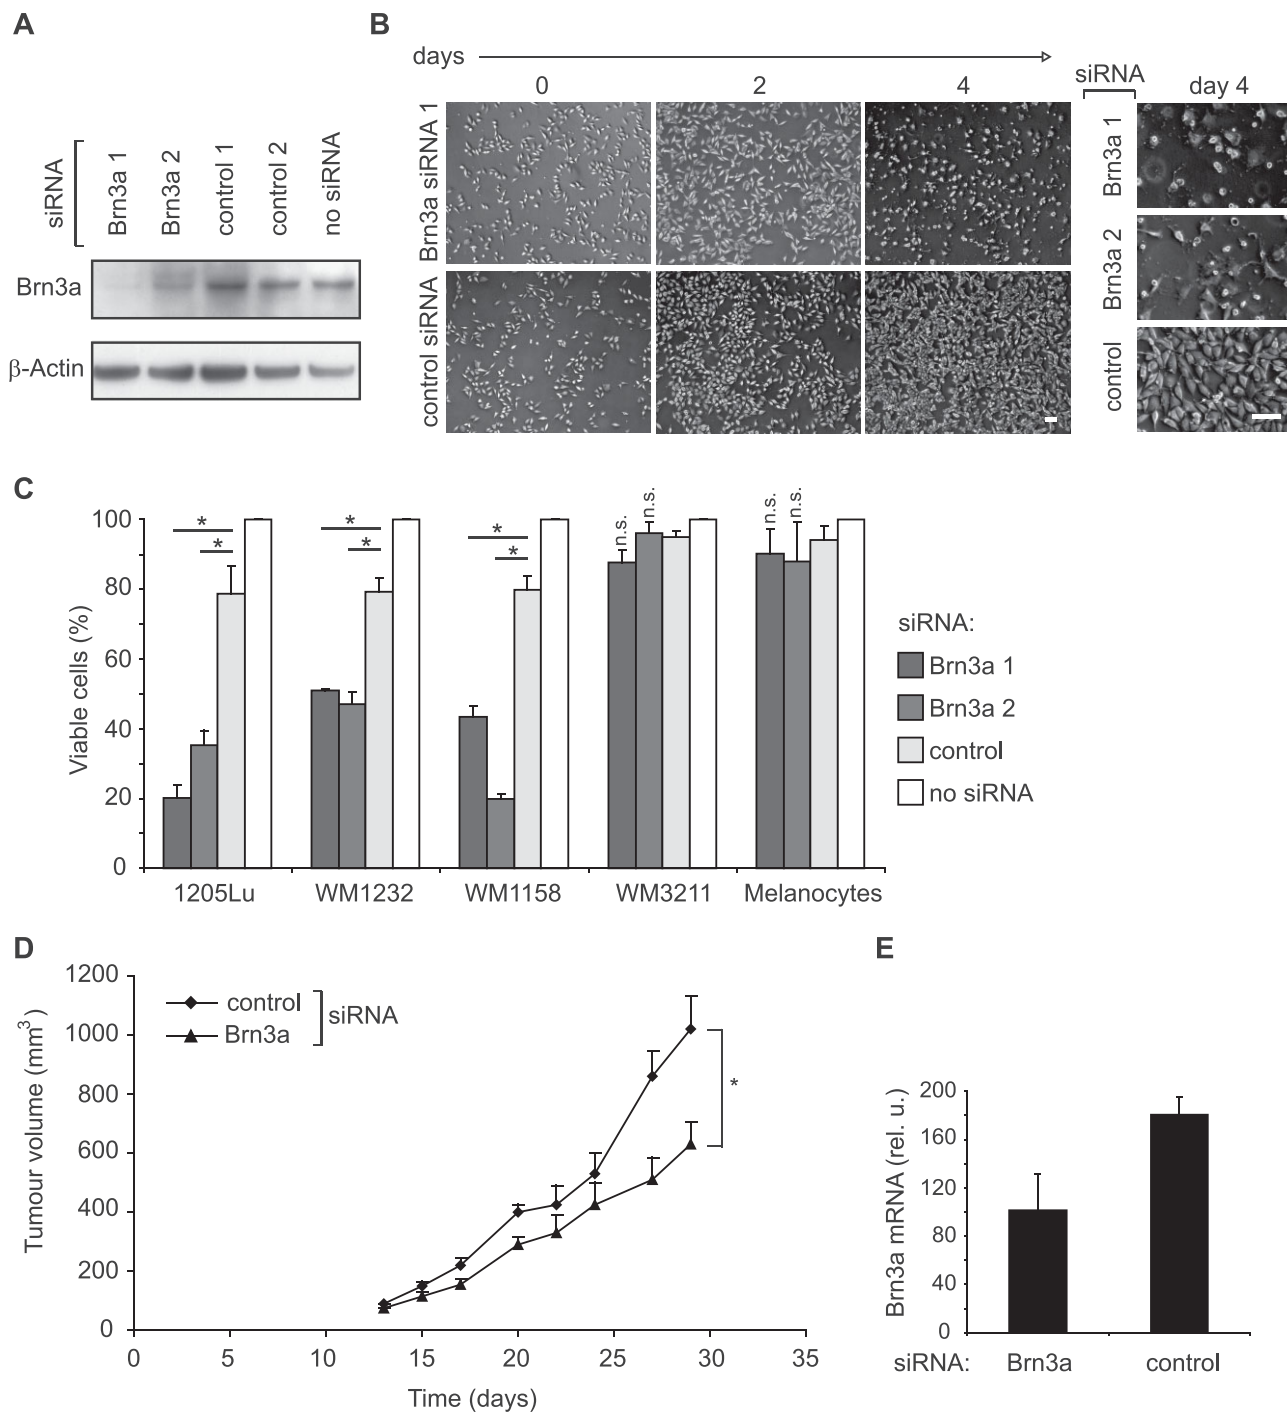 A
siRNA
Brn3a 1
Brn3a 2
control 1
control 2
no siRNA
Brn3a
β-Actin
B
days
0
2
4
Brn3a siRNA 1
control siRNA
siRNA
day 4
Brn3a 1
Brn3a 2
control
C
Viable cells (%)
100
80
60
40
20
0
*
*
*
*
*
*
n.s.
n.s.
n.s.
n.s.
1205Lu
WM1232
WM1158
WM3211
Melanocytes
siRNA:
Brn3a 1
Brn3a 2
control
no siRNA
D
Tumour volume (mm3)
1200
1000
800
600
400
200
0
control
Brn3a
siRNA
*
0
5
10
15
20
25
30
35
Time (days)
E
Brn3a mRNA (rel. u.)
200
160
120
80
40
0
siRNA:
Brn3a
control